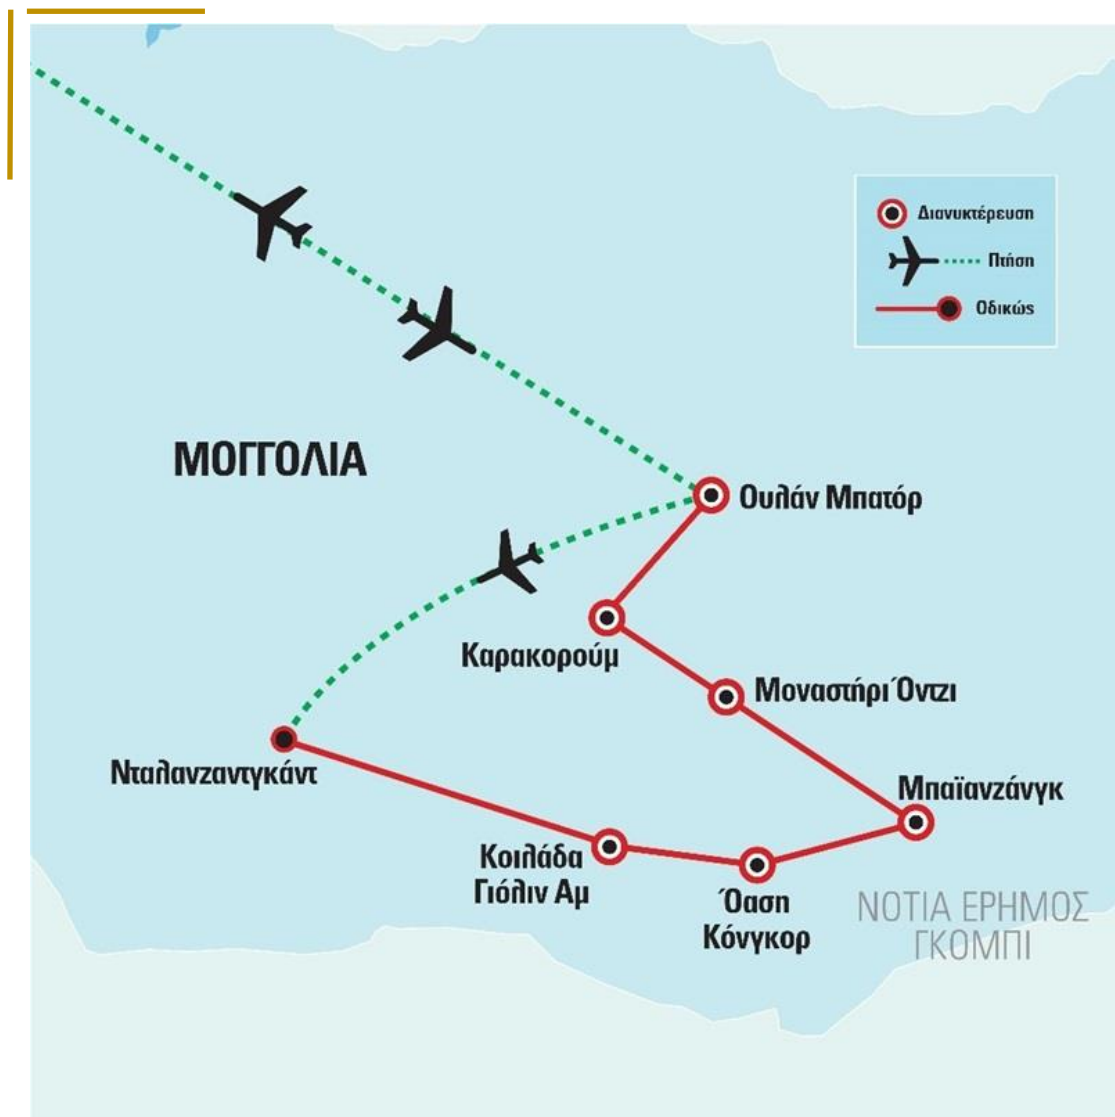 Διανυκτέρευση
Πτήση
Οδικώς
ΜΟΓΓΟΛΙΑ
Ουλάν Μπατόρ
Καρακορούμ
Μοναστήρι Όντζι
Νταλανζαντγκάντ
Μπαϊανζάνγκ
Κοιλάδα
Γιόλιν Αμ
Όαση
Κόνγκορ
ΝΟΤΙΑ ΕΡΗΜΟΣ
ΓΚΟΜΠΙ